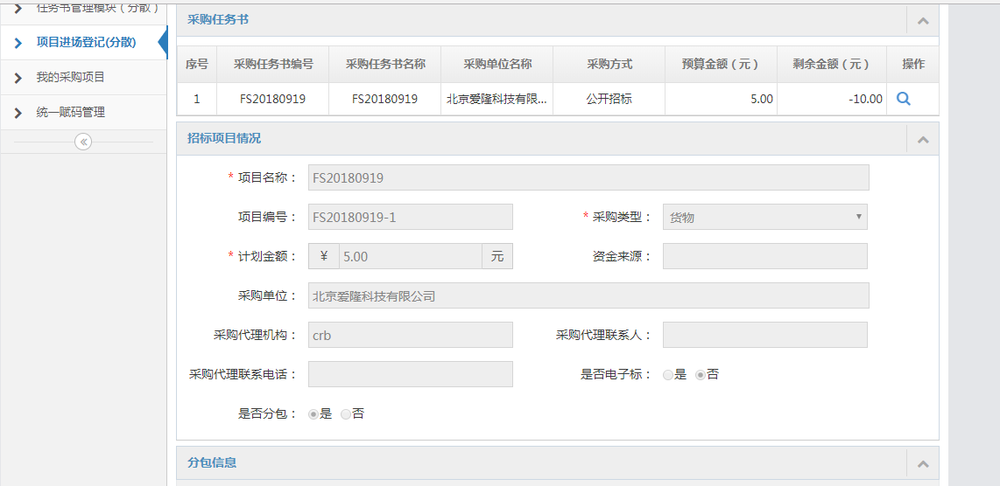 任务书管理模块（分散）
项目进场登记(分散)
我的采购项目
统一赋码管理
采购任务书
序号 采购任务书编号 采购任务书名称 采购单位名称 采购方式 预算金额（元） 剩余金额（元） 操作
1 FS20180919 FS20180919 北京爱隆科技有限... 公开招标 5.00 -10.00
招标项目情况
* 项目名称： FS20180919
项目编号： FS20180919-1 * 采购类型： 货物
* 计划金额： ¥ 5.00 元 资金来源：
采购单位： 北京爱隆科技有限公司
采购代理机构： crb 采购代理联系人：
采购代理联系电话： 是否电子标： 是 否
是否分包： 是 否
分包信息